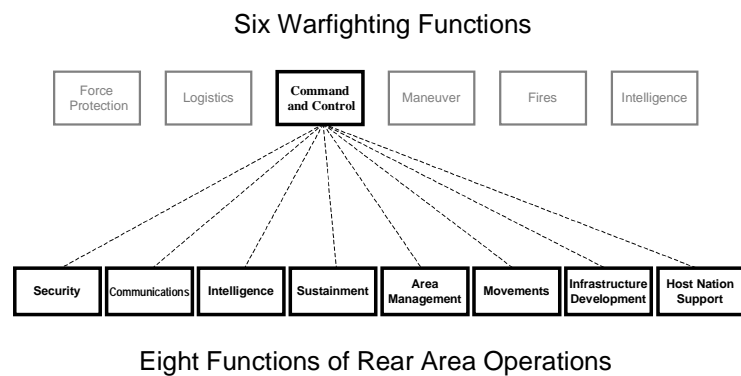 Six Warfighting Functions
Force
Protection
Logistics
Command
and Control
Maneuver
Fires
Intelligence
Security
Communications
Intelligence
Sustainment
Area
Management
Movements
Infrastructure
Development
Host Nation
Support
Eight Functions of Rear Area Operations